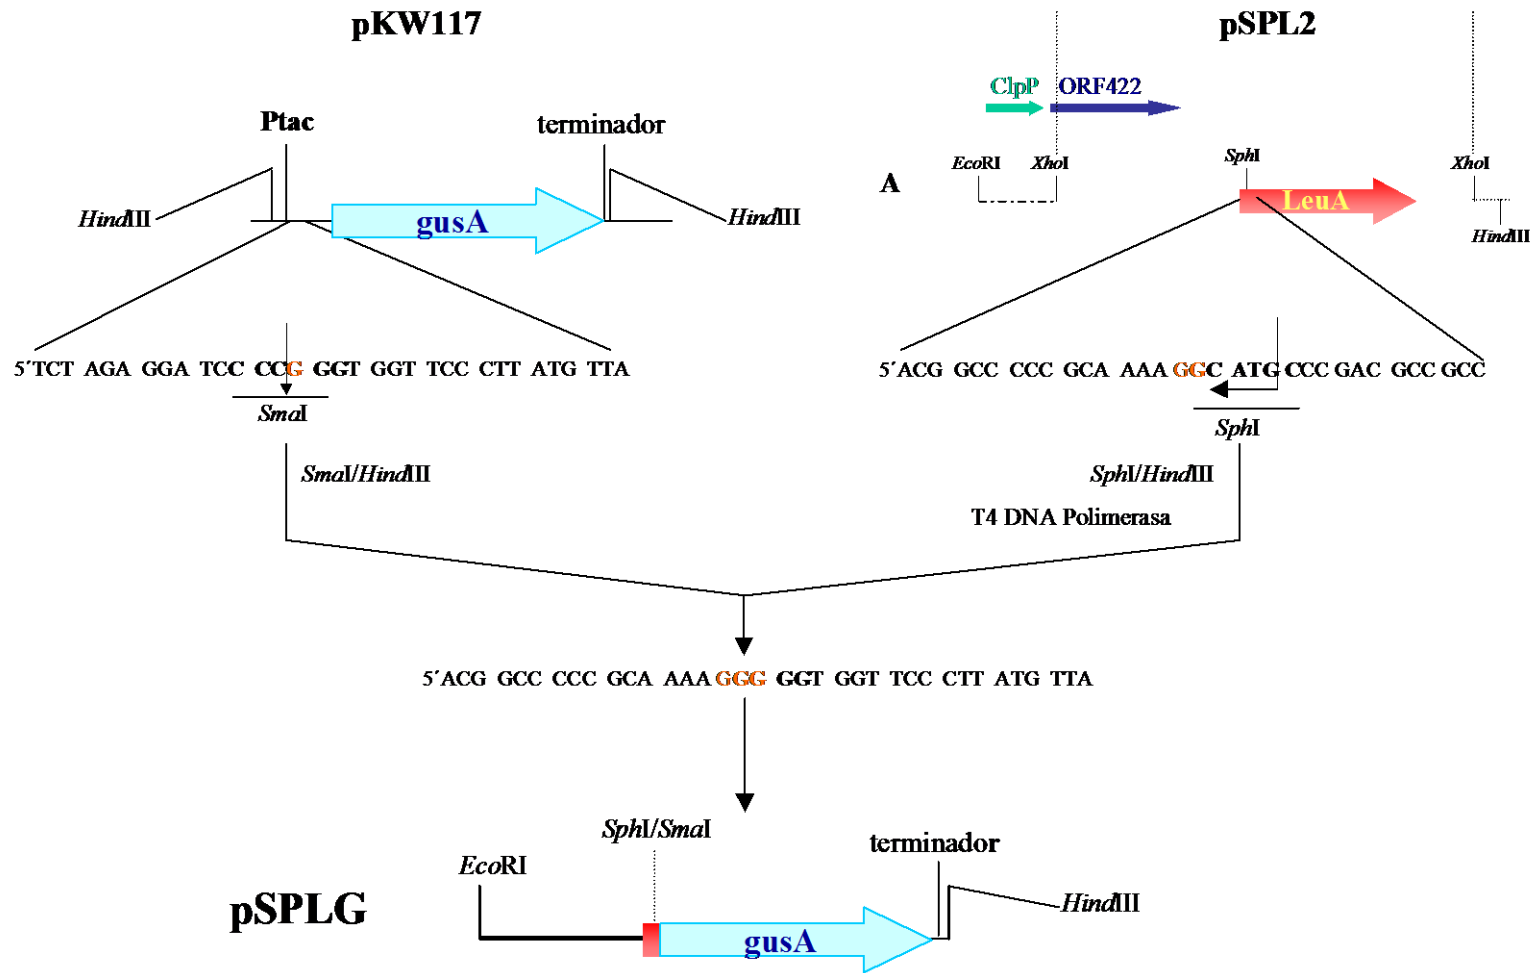 pKW117
pSPL2
ClpP ORF422
Ptac
terminador
EcoRI XhoI
SphI
XhoI
A
LeuA
HindIII
gusA
HindIII
HindIII
5´TCT AGA GGA TCC CCG GGT GGT TCC CTT ATG TTA
5´ACG GCC CCC GCA AAA GGC ATG CCC GAC GCC GCC
SmaI
SphI
SmaI/HindIII
SphI/HindIII
T4 DNA Polimerasa
5´ACG GCC CCC GCA AAA GGG GGT GGT TCC CTT ATG TTA
SphI/SmaI
terminador
EcoRI
HindIII
pSPLG
gusA